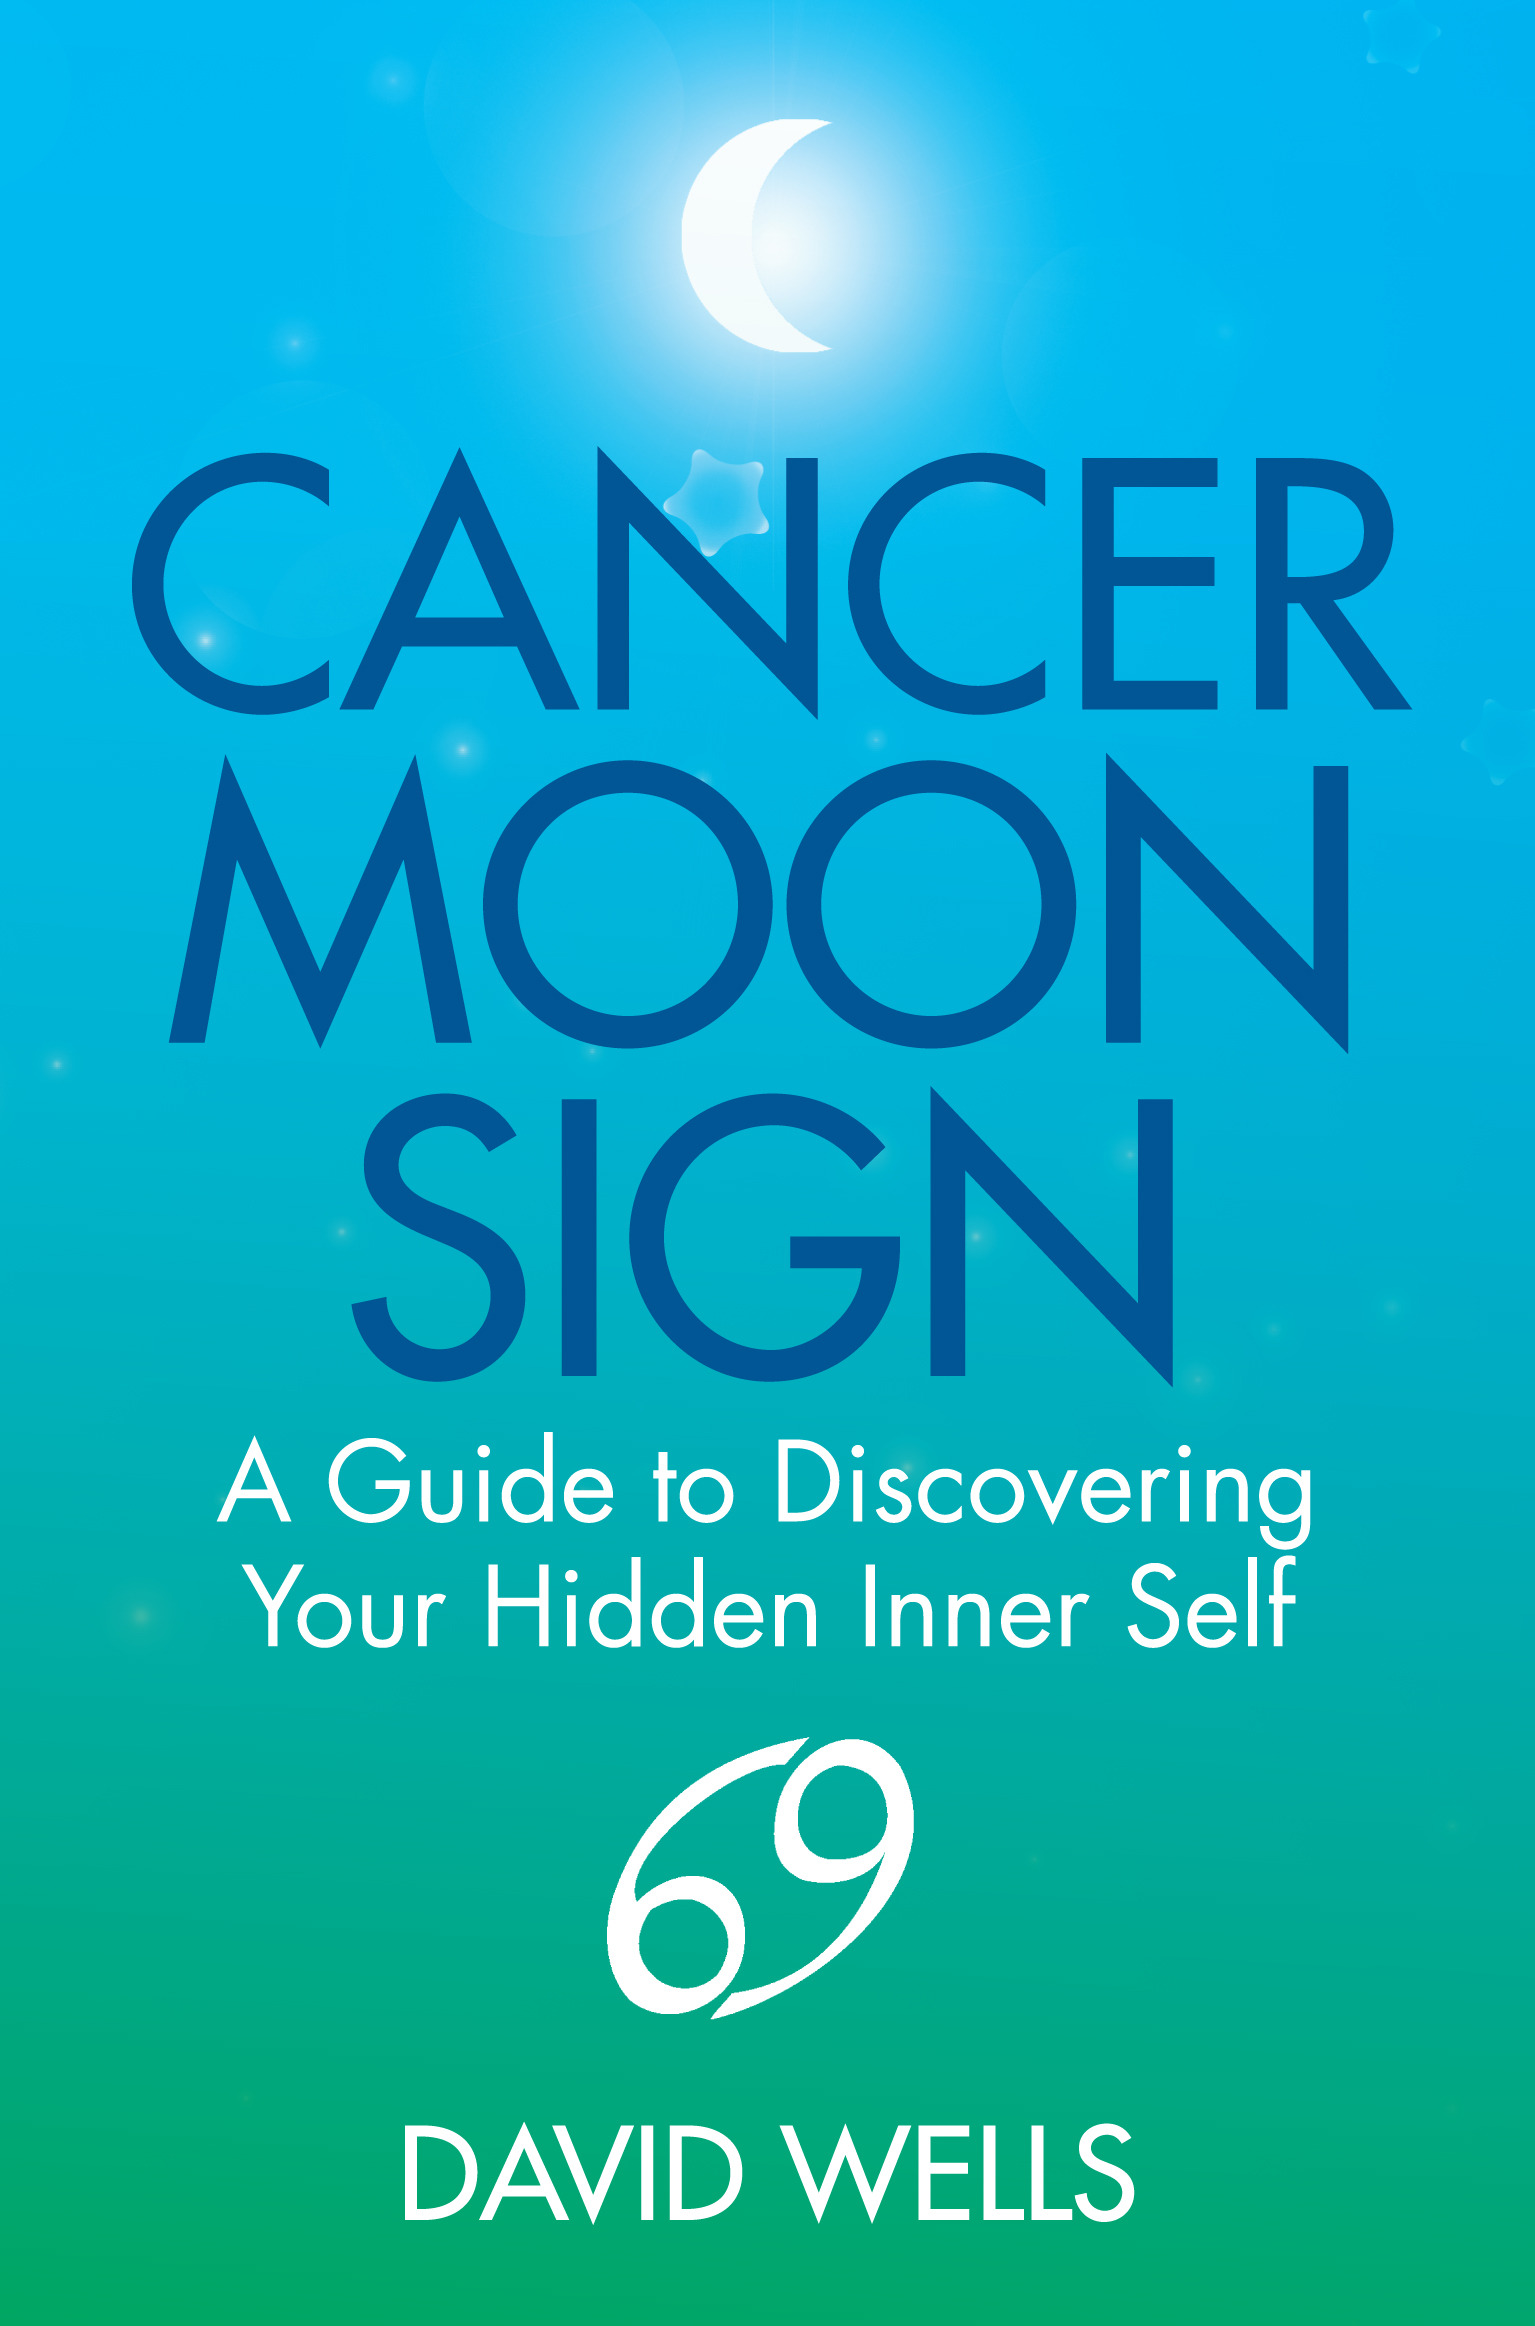 CANCER
MOON
SIGN
A Guide to Discovering
Your Hidden Inner Self
DAVID WELLS